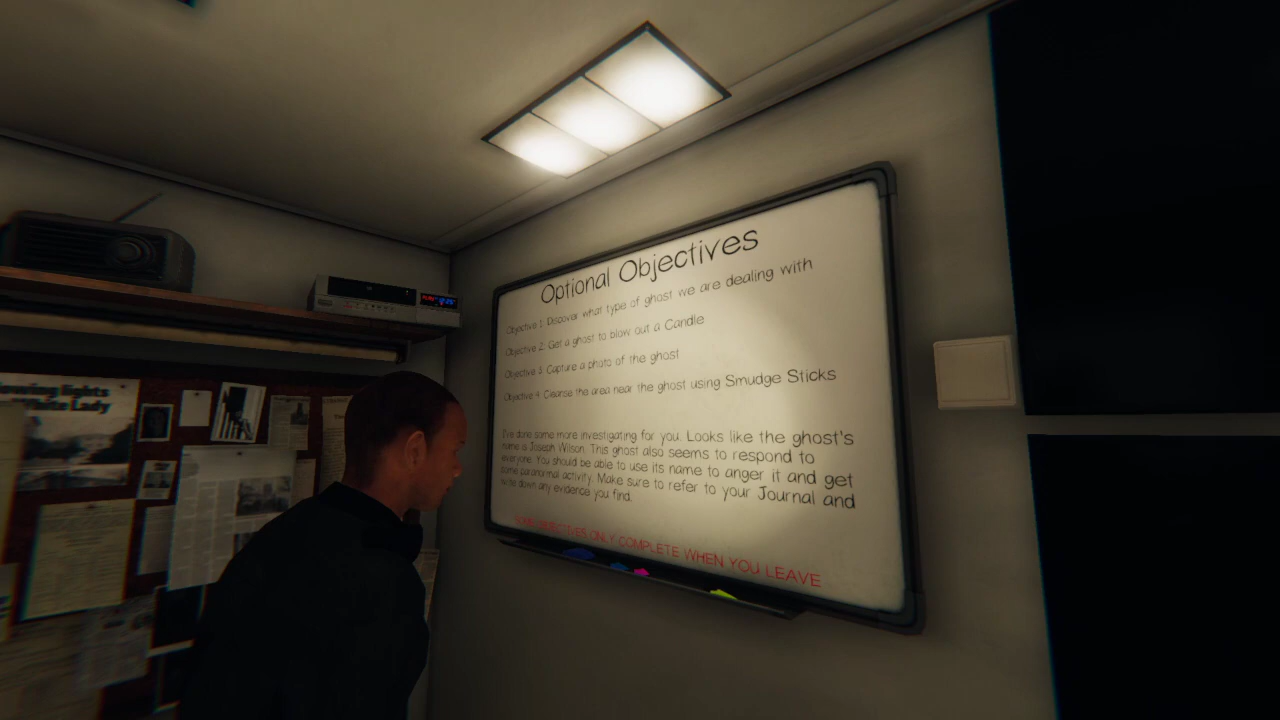 Optional Objectives
Objective 1: Discover what type of ghost we are dealing with
Objective 2: Get a ghost to blow out a Candle
Objective 3: Capture a photo of the ghost
Objective 4: Cleanse the area near the ghost using Smudge Sticks
I've done some more investigating for you. Looks like the ghost's
name is Joseph Wilson. This ghost also seems to respond to
everyone. You should be able to use its name to anger it and get
some paranormal activity. Make sure to refer to your Journal and
write down any evidence you find.
OBJECTIVES ONLY COMPLETE WHEN YOU LEAVE
lights
White Lady